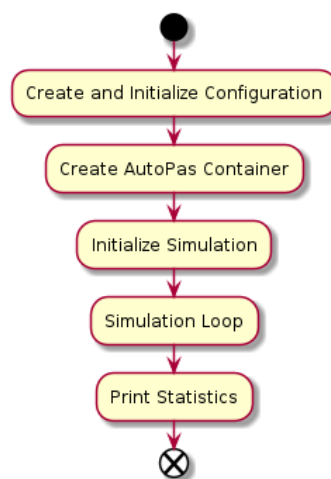 Create and Initialize Configuration
Create AutoPas Container
Initialize Simulation
Simulation Loop
Print Statistics